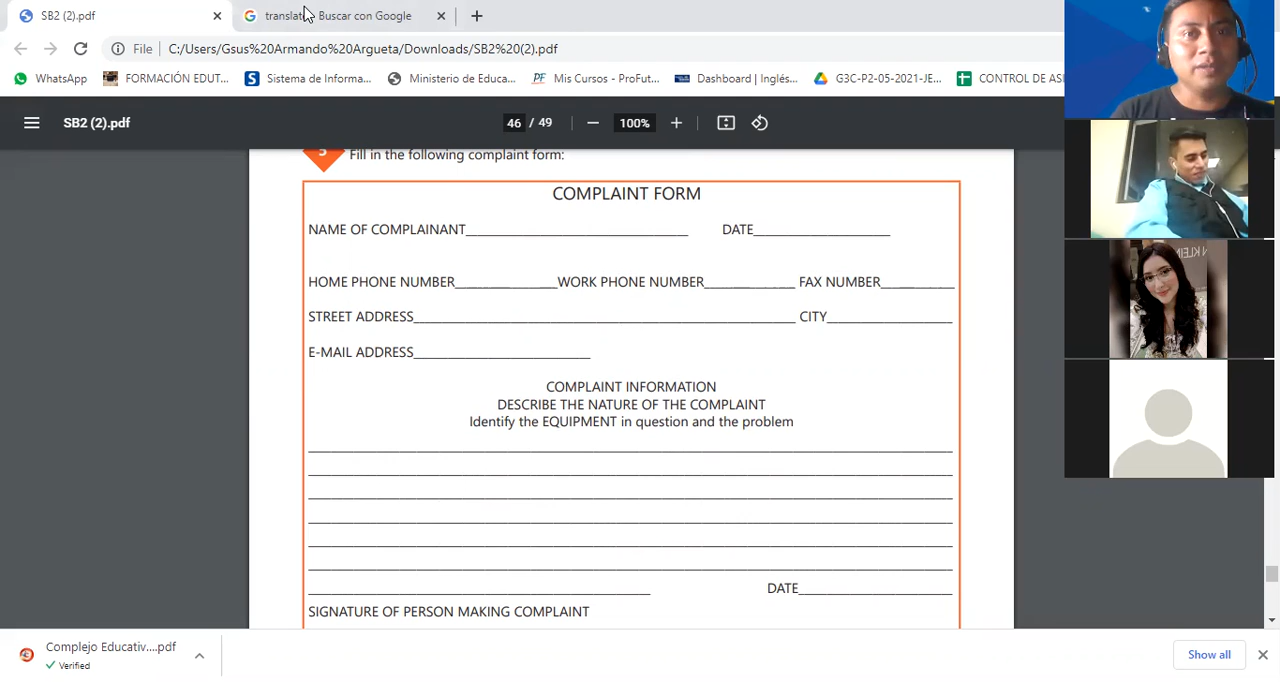 SB2 (2).pdf
translate - Buscar con Google
File
C:/Users/Gsus%20Armando%20Argueta/Downloads/SB2%20(2).pdf
WhatsApp
FORMACIÓN EDUT...
Sistema de Informa...
Ministerio de Educa...
Mis Cursos - ProFut...
Dashboard | Inglés...
G3C-P2-05-2021-JE...
CONTROL DE ASI
SB2 (2).pdf
46 / 49
100%
5
Fill in the following complaint form:
COMPLAINT FORM
NAME OF COMPLAINANT
DATE
HOME PHONE NUMBER
WORK PHONE NUMBER
FAX NUMBER
STREET ADDRESS
CITY
E-MAIL ADDRESS
COMPLAINT INFORMATION
DESCRIBE THE NATURE OF THE COMPLAINT
Identify the EQUIPMENT in question and the problem
DATE
SIGNATURE OF PERSON MAKING COMPLAINT
Complejo Educativ....pdf
Verified
Show all